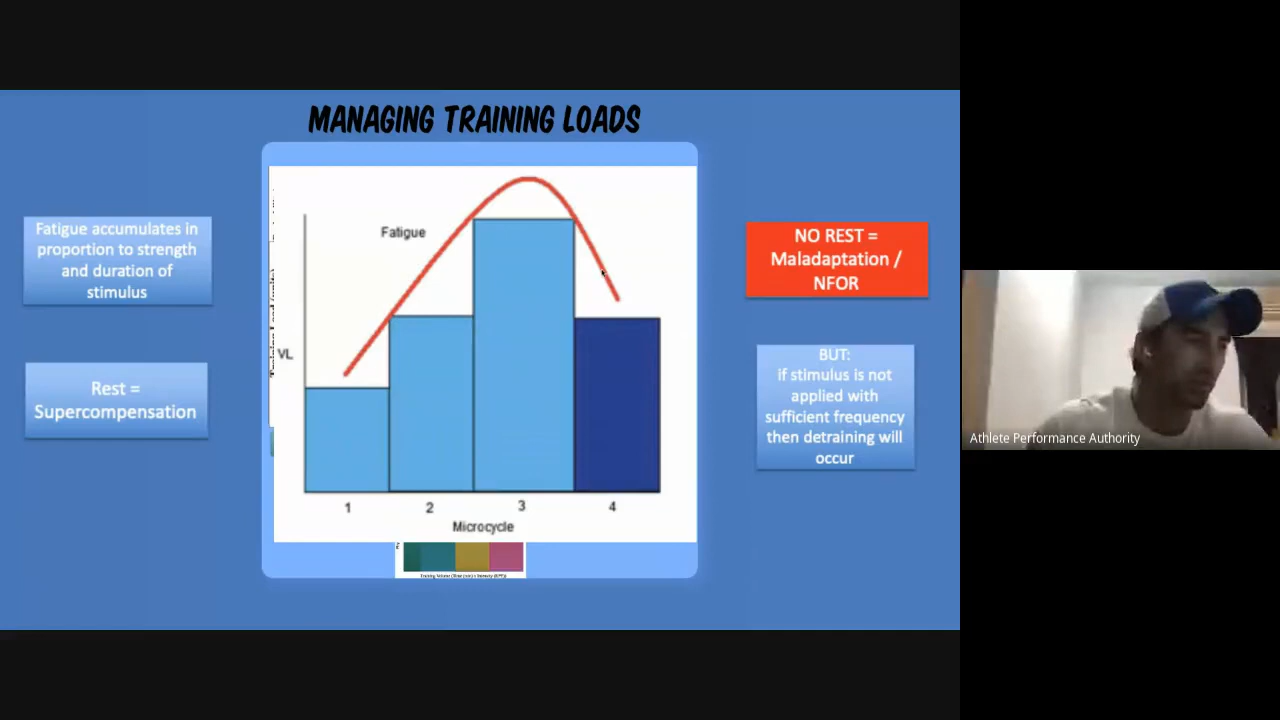 MANAGING TRAINING LOADS
Fatigue accumulates in
proportion to strength
and duration of
stimulus
Rest =
Supercompensation
Fatigue
VL
1 2 3 4
Microcycle
NO REST =
Maladaptation /
NFOR
BUT:
if stimulus is not
applied with
sufficient frequency
then detraining will
occur
Athlete Performance Authority